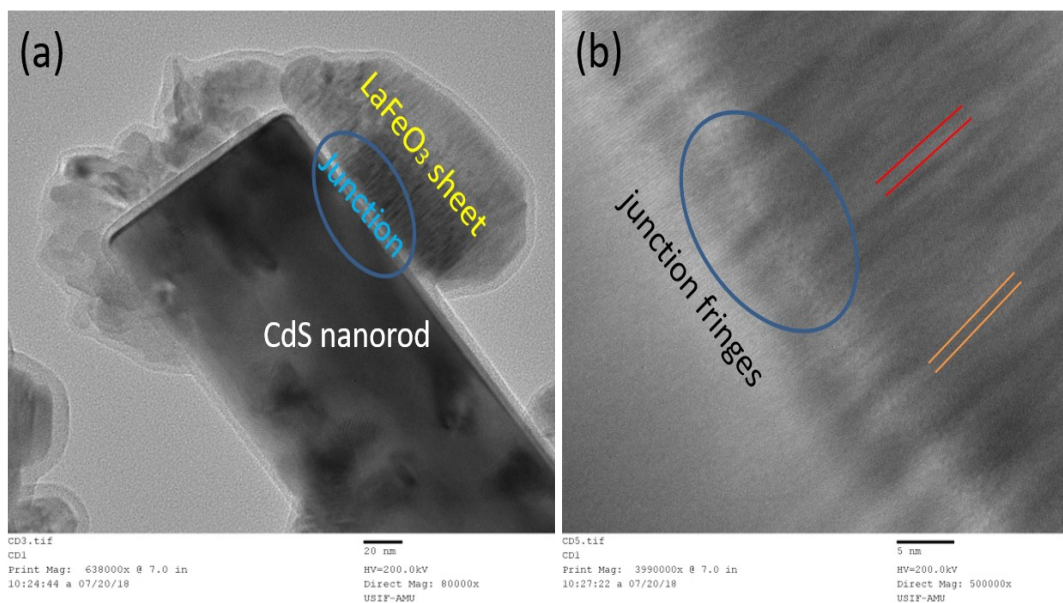 (a)
LaFeO₃ sheet
junction
CdS nanorod
CD3.tif
CD1
Print Mag: 638000x @ 7.0 in
10:24:44 a 07/20/18
20 nm
HV=200.0kV
Direct Mag: 80000x
USIF-AMU
(b)
junction fringes
CD5.tif
CD1
Print Mag: 3990000x @ 7.0 in
10:27:22 a 07/20/18
5 nm
HV=200.0kV
Direct Mag: 500000x
USIF-AMU